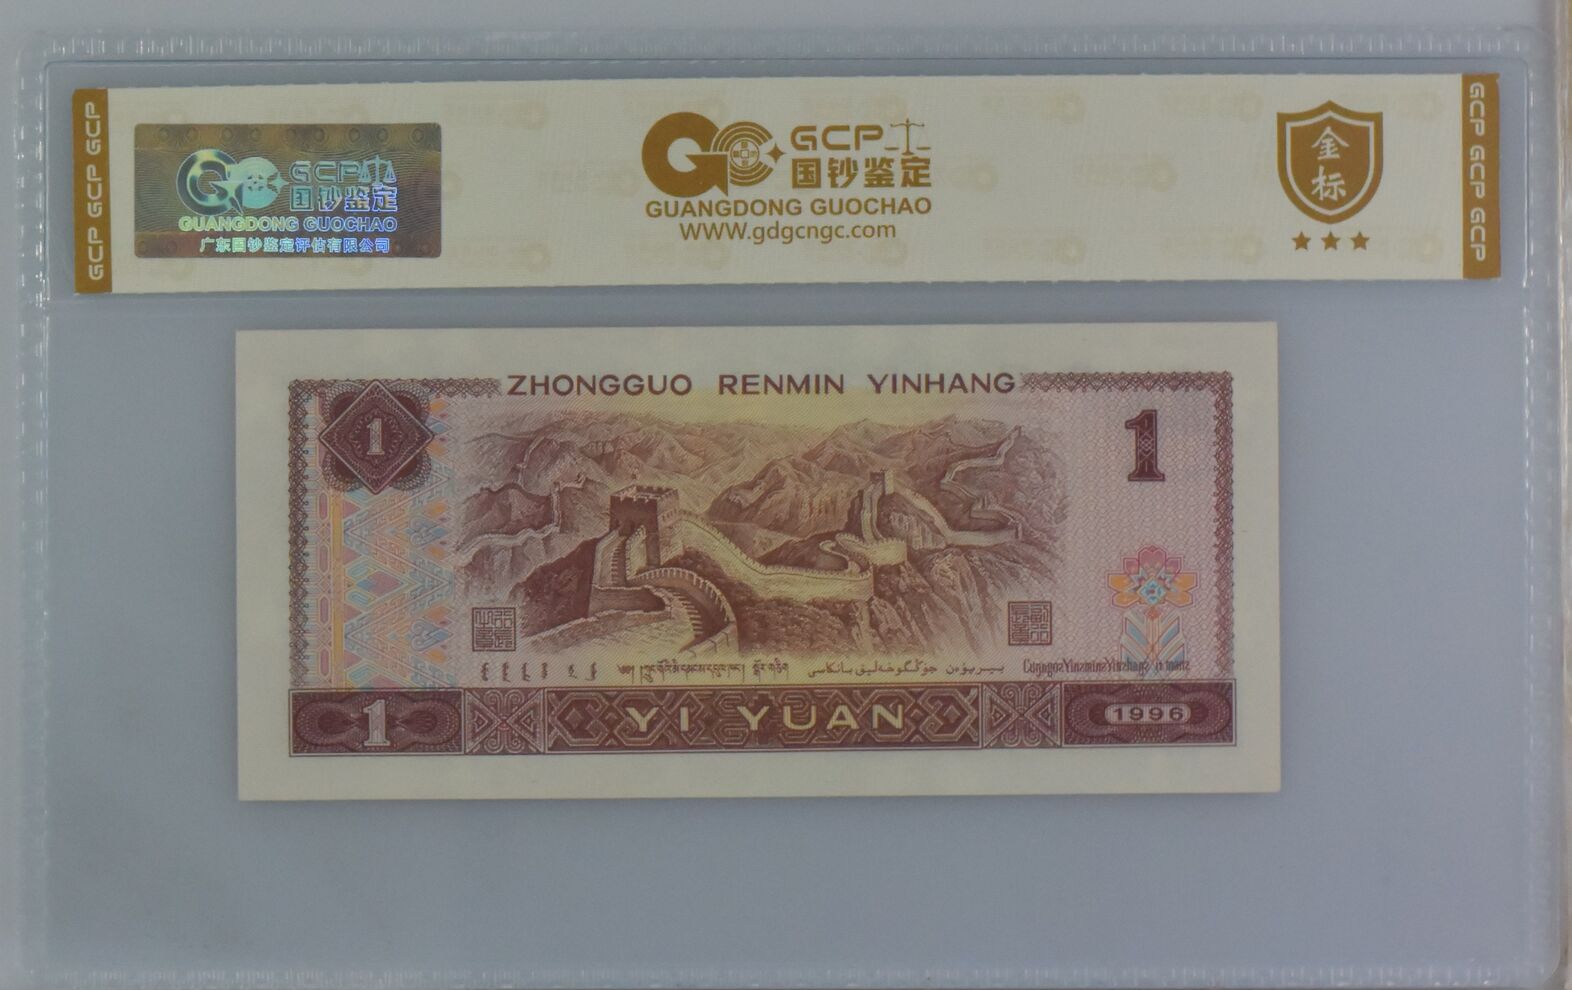 GCP GCP GCP
GCP
国钞鉴定
GUANGDONG GUOCHAO
广东国钞鉴定评估有限公司
GCP
国钞鉴定
GUANGDONG GUOCHAO
WWW.gdgcngc.com
金标
GCP GCP GCP
ZHONGGUO RENMIN YINHANG
1
1
1
YI YUAN
1996